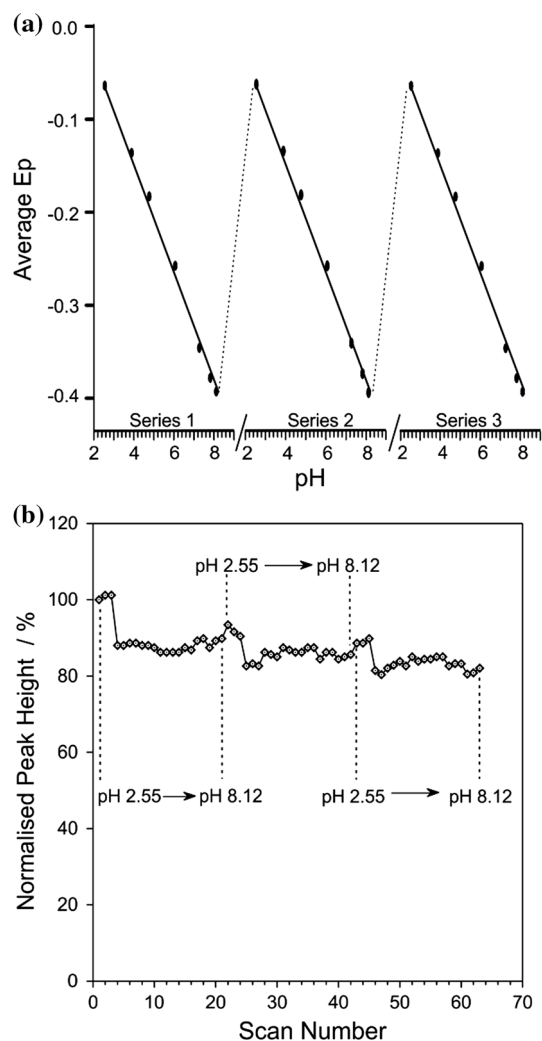 (a)
0.0
-0.1
-0.2
-0.3
-0.4
Average Ep
Series 1
Series 2
Series 3
2 4 6 8 2 4 6 8 2 4 6 8
pH
(b)
120
100
80
60
40
20
0
Normalised Peak Height / %
pH 2.55 pH 8.12
pH 2.55 pH 8.12
pH 2.55 pH 8.12
0 10 20 30 40 50 60 70
Scan Number